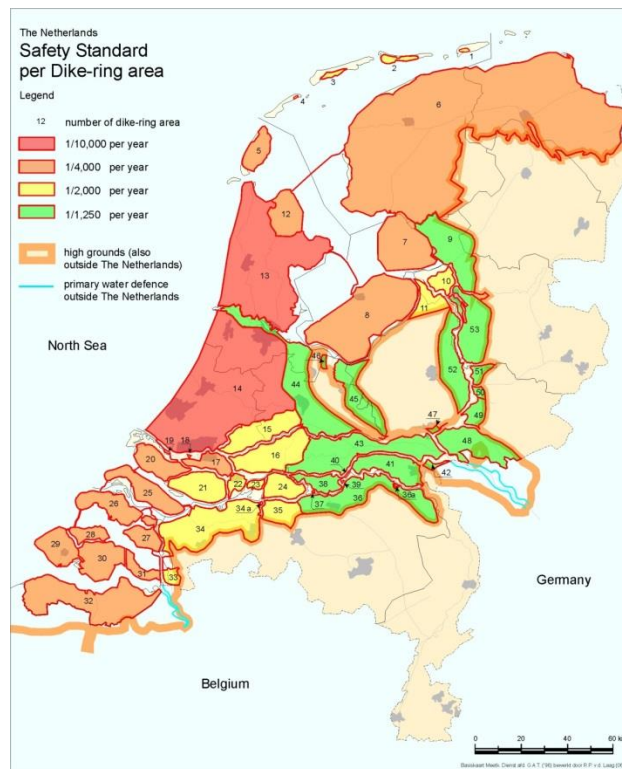 The Netherlands
Safety Standard
per Dike-ring area
Legend
12 number of dike-ring area
1/10,000 per year
1/4,000 per year
1/2,000 per year
1/1,250 per year
high grounds (also
outside The Netherlands)
primary water defence
outside The Netherlands
North Sea
Germany
Belgium
1
2
3
4
5
6
7
8
9
10
11
12
13
14
15
16
17
18
19
20
21
22
23
24
25
26
27
28
29
30
31
32
33
34
34a
35
36
36a
37
38
39
40
41
42
43
44
45
46
47
48
49
50
51
52
53
0 20 40 60